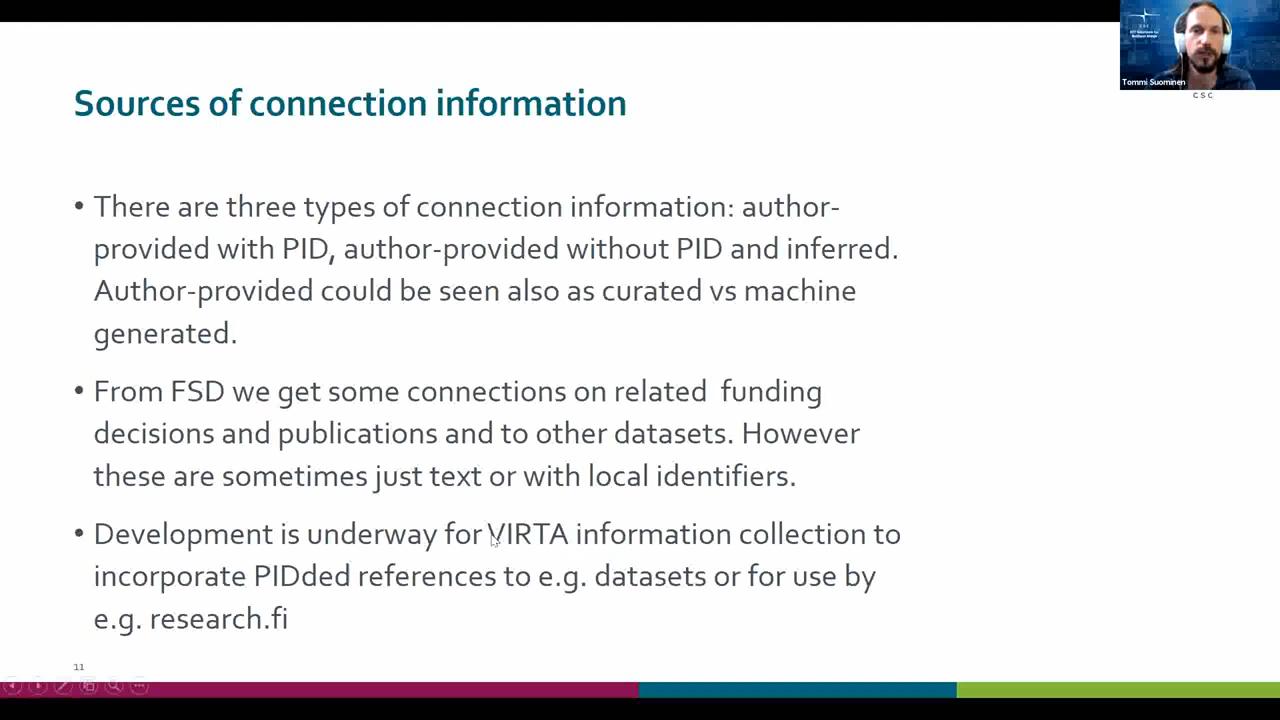 Sources of connection information
• There are three types of connection information: author-
provided with PID, author-provided without PID and inferred.
Author-provided could be seen also as curated vs machine
generated.
• From FSD we get some connections on related  funding
decisions and publications and to other datasets. However
these are sometimes just text or with local identifiers.
• Development is underway for VIRTA information collection to
incorporate PIDded references to e.g. datasets or for use by
e.g. research.fi
11
Tommi Suominen
CSC